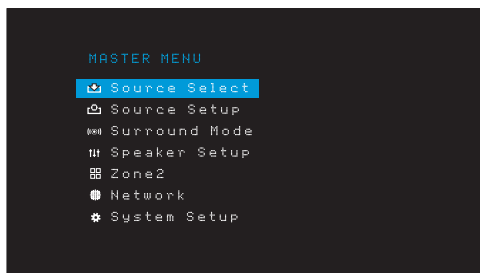 MASTER MENU
Source Select
Source Setup
Surround Mode
Speaker Setup
Zone2
Network
System Setup